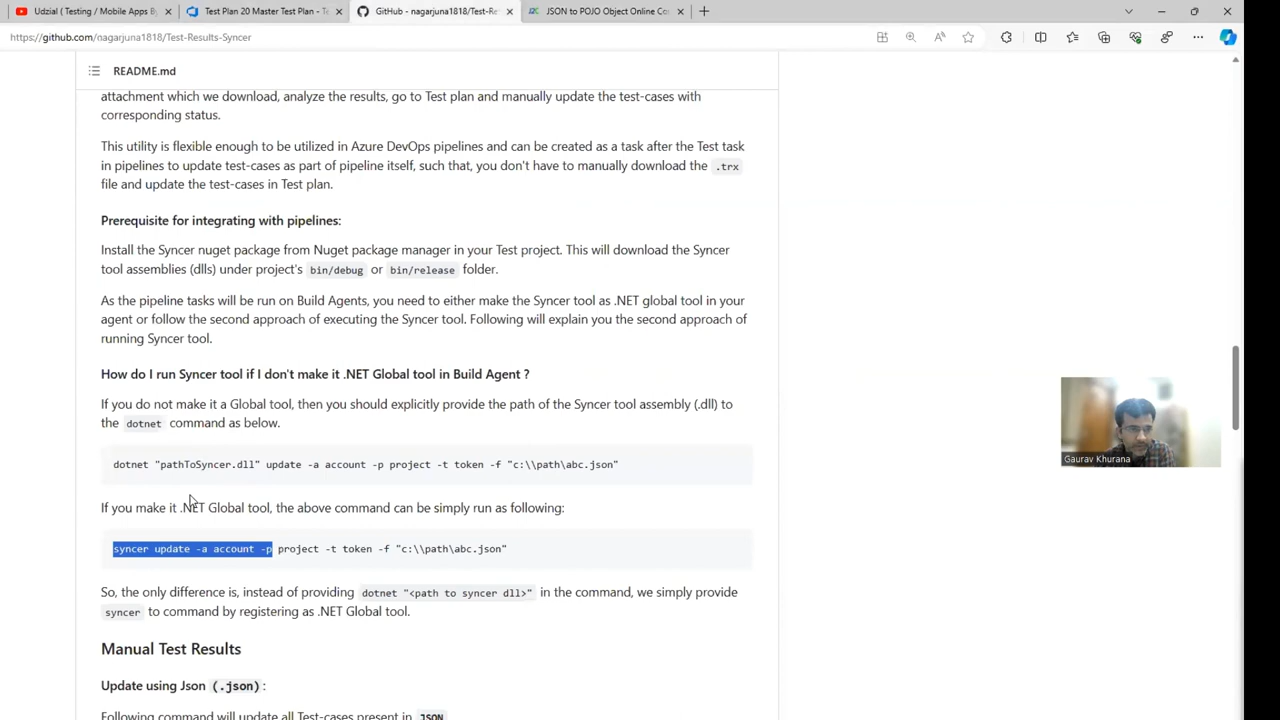 Udzial ( Testing / Mobile Apps B
Test Plan 20 Master Test Plan - Te
GitHub - nagarjuna1818/Test-Re
JSON to POJO Object Online Con
https://github.com/nagarjuna1818/Test-Results-Syncer
README.md
attachment which we download, analyze the results, go to Test plan and manually update the test-cases with
corresponding status.
This utility is flexible enough to be utilized in Azure DevOps pipelines and can be created as a task after the Test task
in pipelines to update test-cases as part of pipeline itself, such that, you don't have to manually download the .trx
file and update the test-cases in Test plan.
Prerequisite for integrating with pipelines:
Install the Syncer nuget package from Nuget package manager in your Test project. This will download the Syncer
tool assemblies (dlls) under project's bin/debug or bin/release folder.
As the pipeline tasks will be run on Build Agents, you need to either make the Syncer tool as .NET global tool in your
agent or follow the second approach of executing the Syncer tool. Following will explain you the second approach of
running Syncer tool.
How do I run Syncer tool if I don't make it .NET Global tool in Build Agent ?
If you do not make it a Global tool, then you should explicitly provide the path of the Syncer tool assembly (.dll) to
the dotnet command as below.
dotnet "pathToSyncer.dll" update -a account -p project -t token -f "c:\\path\abc.json"
If you make it .NET Global tool, the above command can be simply run as following:
syncer update -a account -p project -t token -f "c:\\path\abc.json"
So, the only difference is, instead of providing dotnet "<path to syncer dll>" in the command, we simply provide
syncer to command by registering as .NET Global tool.
Manual Test Results
Update using Json (.json):
Following command will update all Test-cases present in JSON
Gaurav Khurana